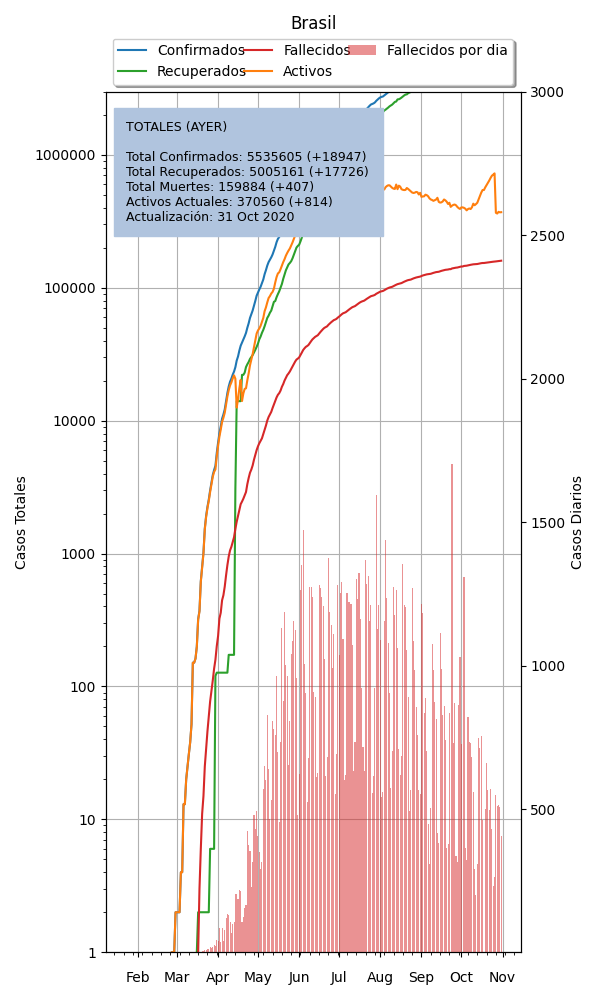 Brasil
Confirmados
Recuperados
Fallecidos
Activos
Fallecidos por dia
TOTALES (AYER)
Total Confirmados: 5535605 (+18947)
Total Recuperados: 5005161 (+17726)
Total Muertes: 159884 (+407)
Activos Actuales: 370560 (+814)
Actualización: 31 Oct 2020
Casos Totales
1000000
100000
10000
1000
100
10
1
3000
2500
2000
1500
1000
500
Casos Diarios
Feb Mar Apr May Jun Jul Aug Sep Oct Nov